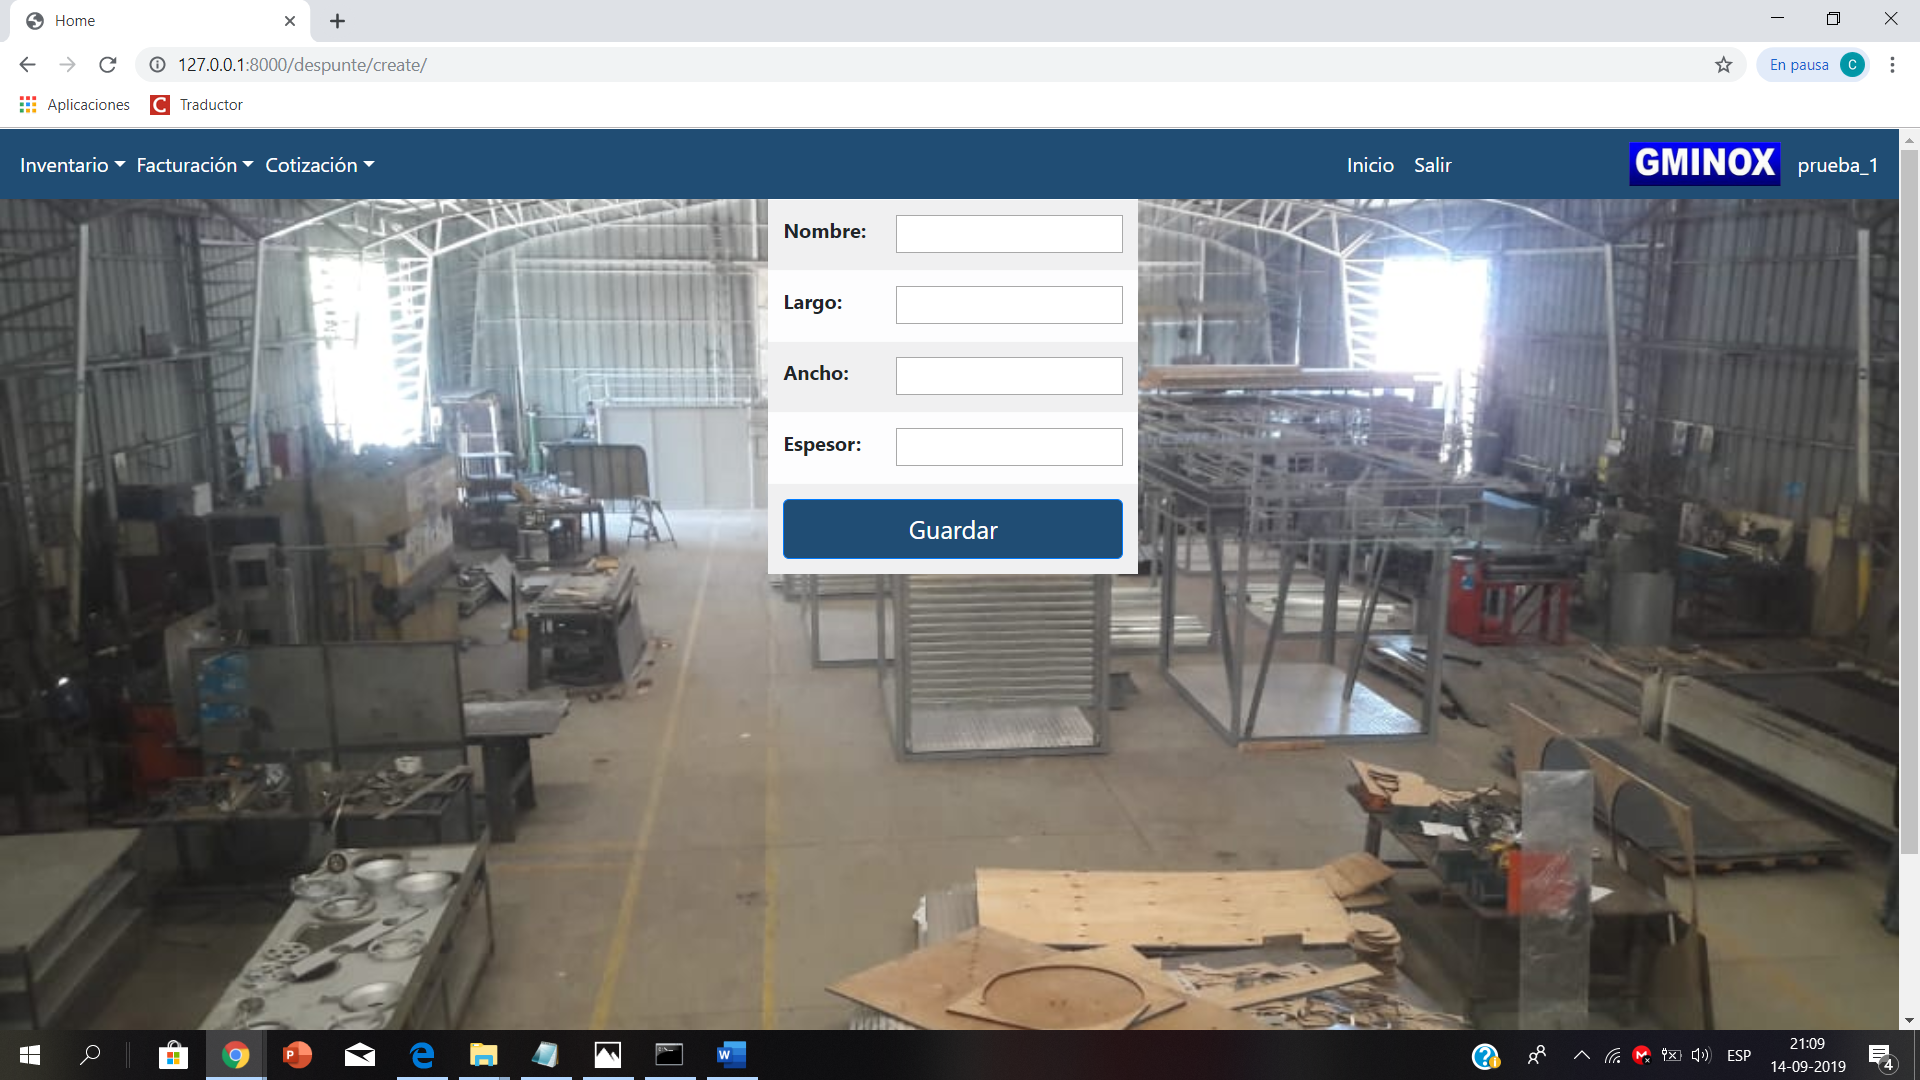 Home
127.0.0.1:8000/despunte/create/
En pausa C
Aplicaciones
Traductor
Inventario Facturación Cotización Inicio Salir GMINOX prueba_1
Nombre:
Largo:
Ancho:
Espesor:
Guardar
ESP
21:09
14-09-2019
4